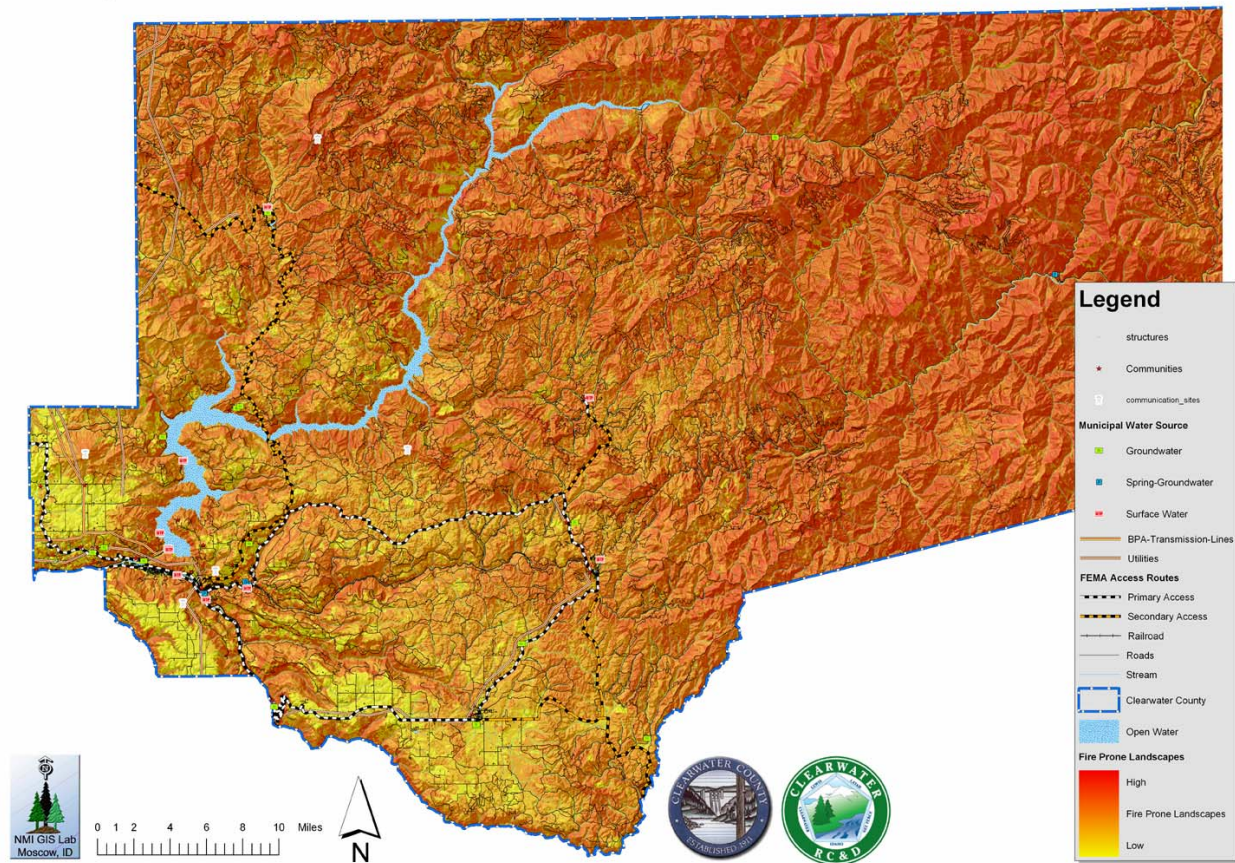 Legend
structures
Communities
communication_sites
Municipal Water Source
Groundwater
Spring-Groundwater
Surface Water
BPA-Transmission-Lines
Utilities
FEMA Access Routes
Primary Access
Secondary Access
Railroad
Roads
Stream
Clearwater County
Open Water
Fire Prone Landscapes
High
Fire Prone Landscapes
Low
NMI GIS Lab
Moscow, ID
0 1 2 4 6 8 10 Miles
N
CLEARWATER COUNTY
ESTABLISHED 1911
CLEARWATER
RC&D